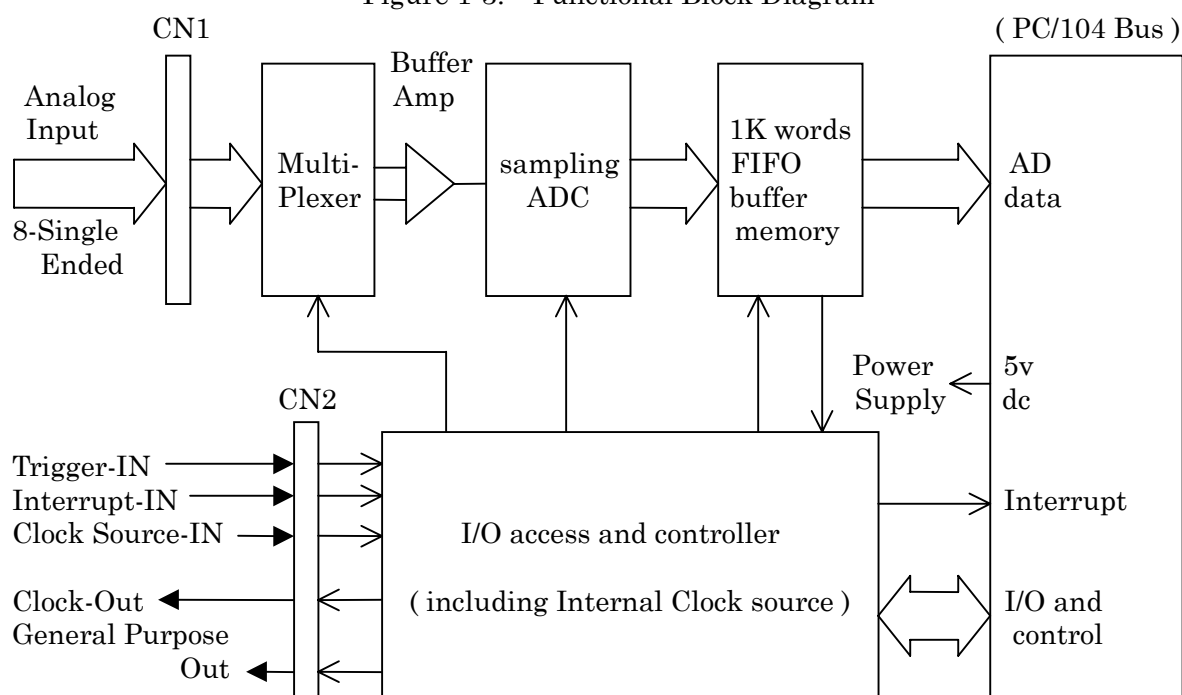 Figure 1-3. Functional Block Diagram
CN1
( PC/104 Bus )
Analog
Input
8-Single
Ended
Multi-
Plexer
Buffer
Amp
sampling
ADC
1K words
FIFO
buffer
memory
AD
data
Power
Supply
5v
dc
CN2
Trigger-IN
Interrupt-IN
Clock Source-IN
Clock-Out
General Purpose
Out
I/O access and controller
( including Internal Clock source )
Interrupt
I/O and
control